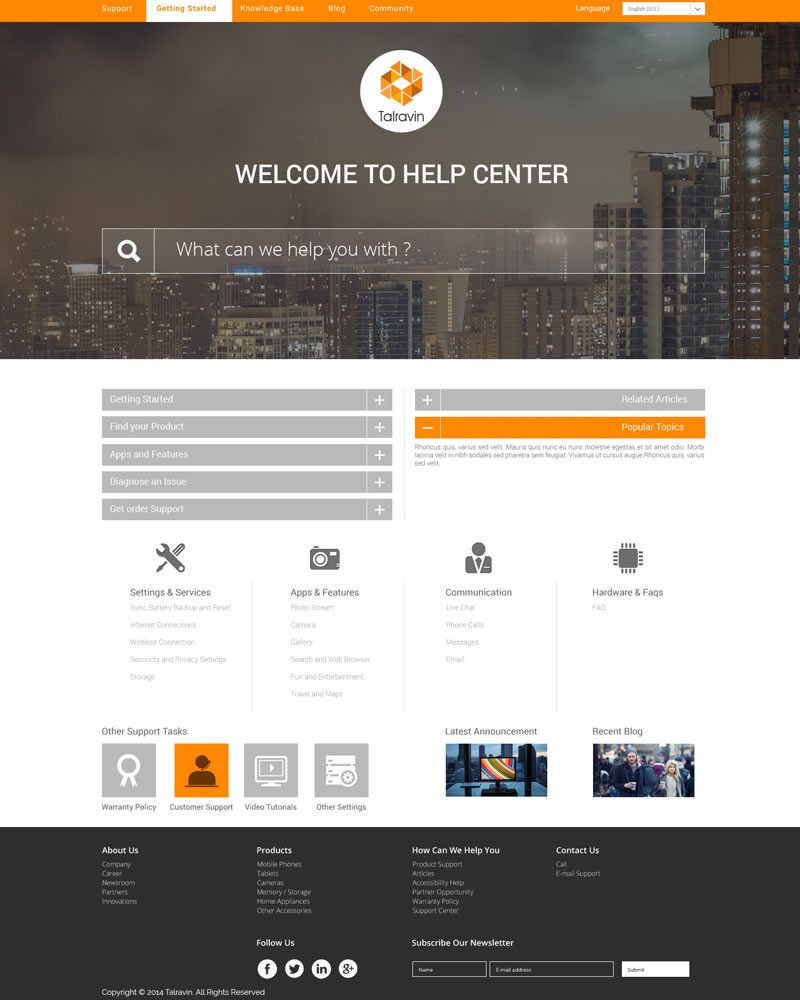 Support Getting Started Knowledge Base Blog Community Language English (U.S.)
Talravin
WELCOME TO HELP CENTER
What can we help you with ?
Getting Started
Find your Product
Apps and Features
Diagnose an Issue
Get order Support
Related Articles
Popular Topics
Rhoncus quis, varius sed velit. Mauris quis nunc eu nunc molestie egestas et sit amet odio. Morbi
lacinia velit in nibh sodales sed pharetra sem feugiat. Vivamus ut cursus augue.Rhoncus quis, varius
sed velit.
Settings & Services
Sync, Battery Backup and Reset
Internet Connections
Wireless Connection
Securicty and Privacy Settings
Storage
Apps & Features
Photo Stream
Camera
Gallery
Search and Web Browser
Fun and Entertainment
Travel and Maps
Communication
Live Chat
Phone Calls
Messages
Email
Hardware & Faqs
FAQ
Other Support Tasks
Warranty Policy
Customer Support
Video Tutorials
Other Settings
Latest Announcement
Recent Blog
About Us
Company
Career
Newsroom
Partners
Innovations
Products
Mobile Phones
Tablets
Cameras
Memory / Storage
Home Appliances
Other Accessories
How Can We Help You
Product Support
Articles
Accessibility Help
Partner Opportunity
Warranty Policy
Support Center
Contact Us
Call
E-mail Support
Follow Us
Subscribe Our Newsletter
Name
E-mail address
Submit
Copyright © 2014 Talravin. All Rights Reserved